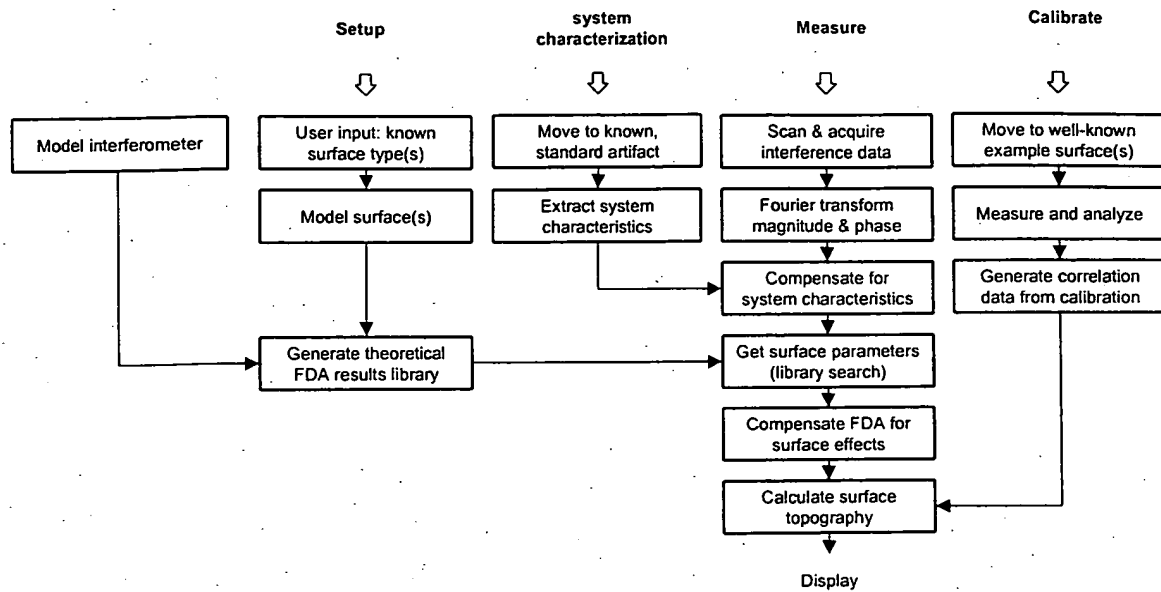 Setup
system
characterization
Measure
Calibrate
Model interferometer
User input: known
surface type(s)
Move to known,
standard artifact
Scan & acquire
interference data
Move to well-known
example surface(s)
Model surface(s)
Extract system
characteristics
Fourier transform
magnitude & phase
Measure and analyze
Compensate for
system characteristics
Generate correlation
data from calibration
Generate theoretical
FDA results library
Get surface parameters
(library search)
Compensate FDA for
surface effects
Calculate surface
topography
Display